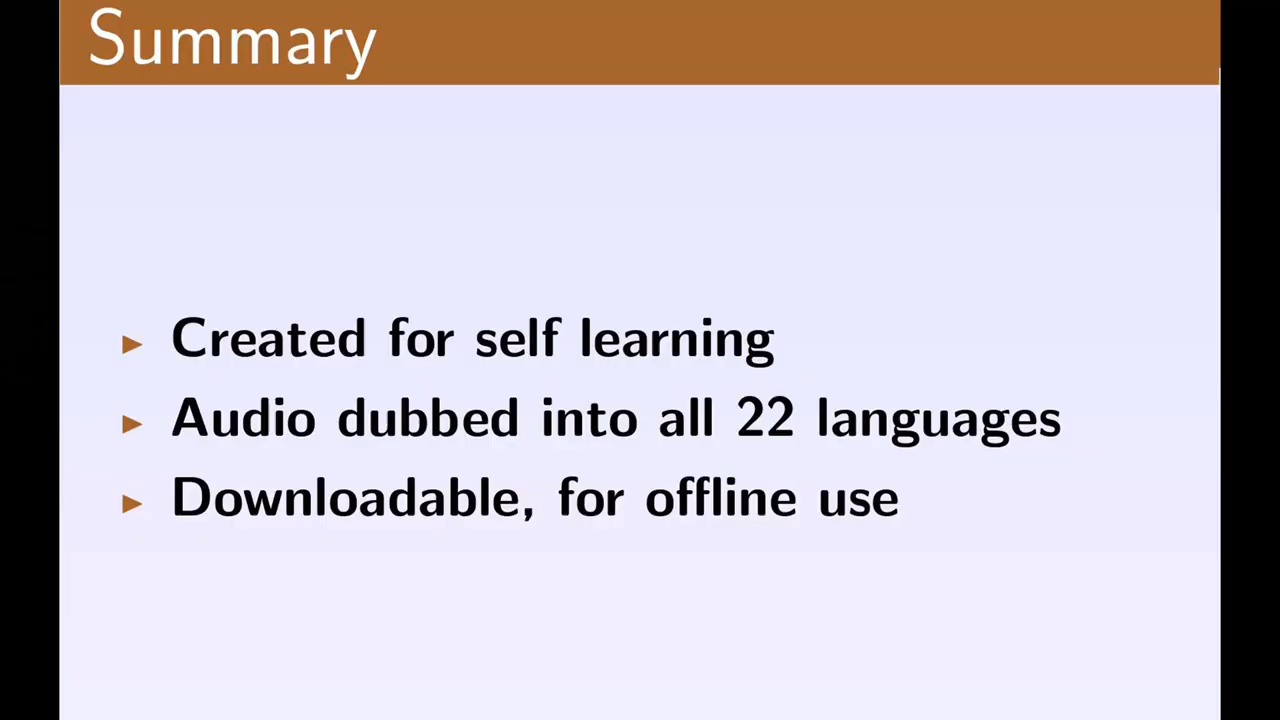 Summary
Created for self learning
Audio dubbed into all 22 languages
Downloadable, for offline use